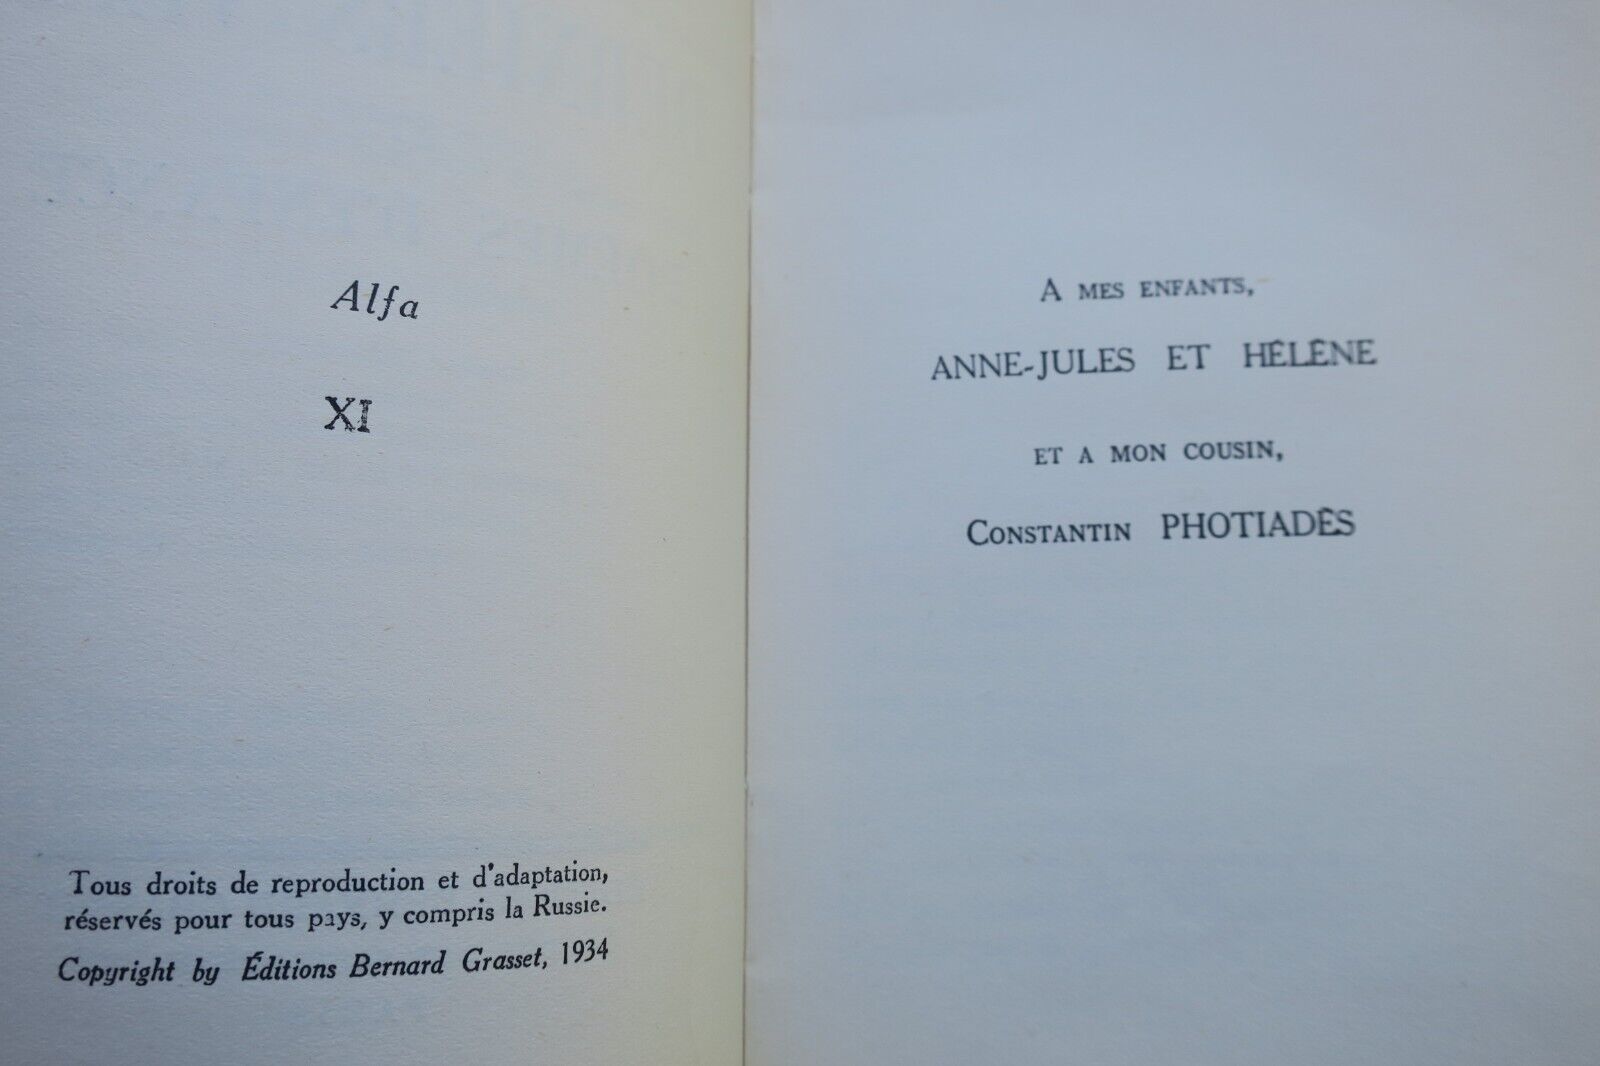 Alfa
XI
Tous droits de reproduction et d'adaptation,
réservés pour tous pays, y compris la Russie.
Copyright by Éditions Bernard Grasset, 1934
A MES ENFANTS,
ANNE-JULES ET HÉLÈNE
ET A MON COUSIN,
CONSTANTIN PHOTIADÈS